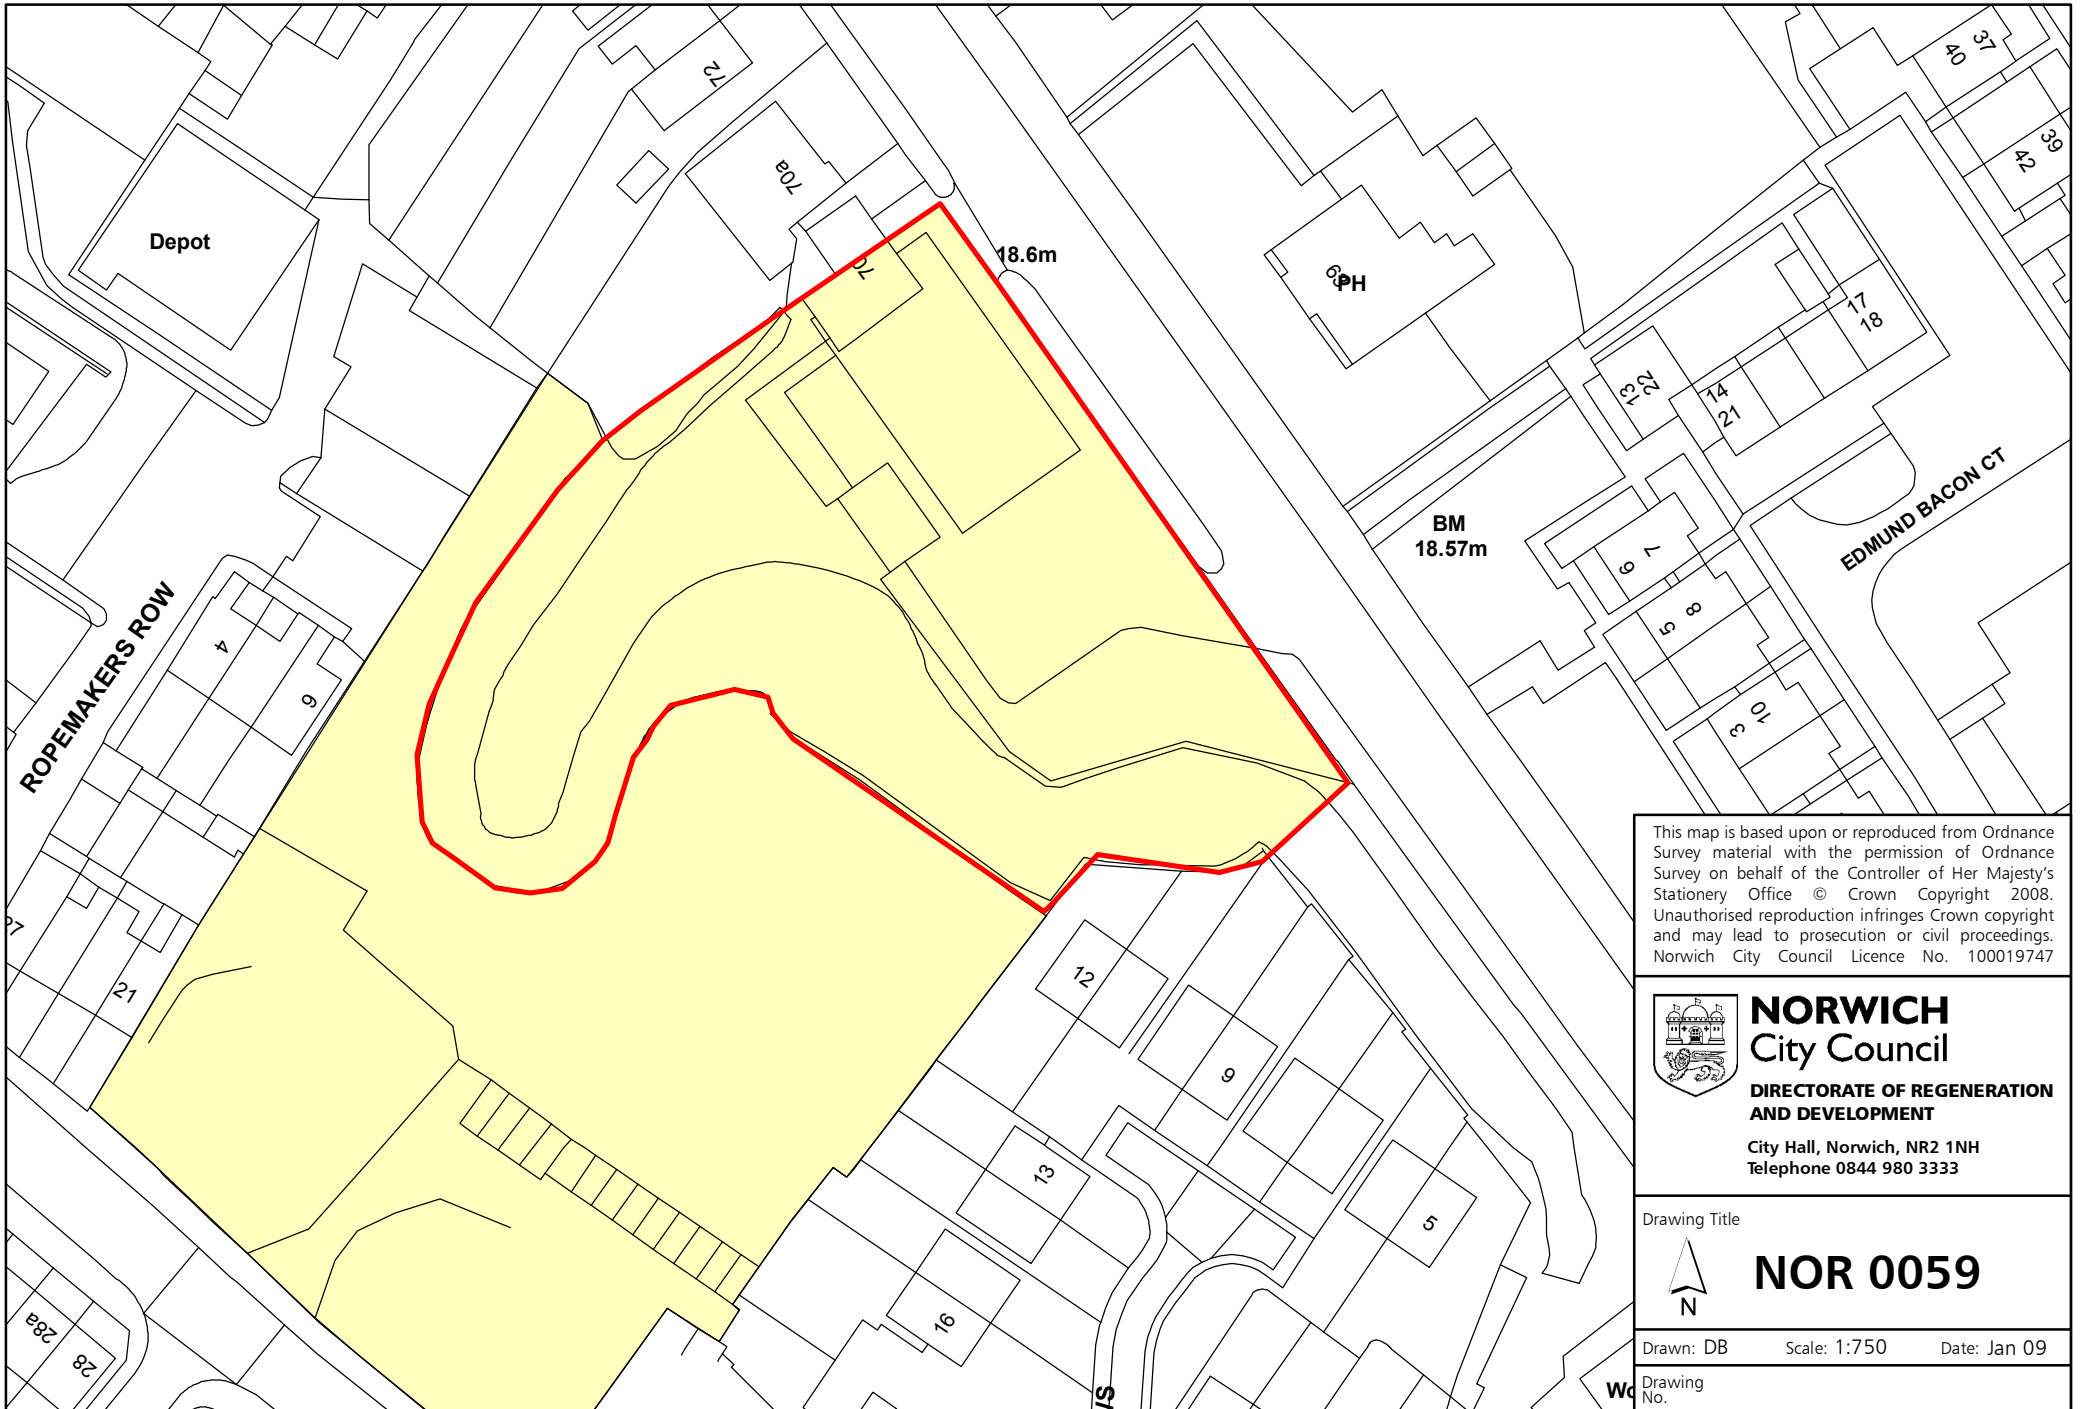 40
37
72
39
42
70a
Depot
18.6m
70
69
PH
17
18
13
22
14
21
EDMUND BACON CT
BM
18.57m
7
6
8
5
ROPEMAKERS ROW
4
9
10
3
27
21
12
9
13
5
16
28a
28
This map is based upon or reproduced from Ordnance
Survey material with the permission of Ordnance
Survey on behalf of the Controller of Her Majesty's
Stationery Office © Crown Copyright 2008.
Unauthorised reproduction infringes Crown copyright
and may lead to prosecution or civil proceedings.
Norwich City Council Licence No. 100019747
NORWICH
City Council
DIRECTORATE OF REGENERATION
AND DEVELOPMENT
City Hall, Norwich, NR2 1NH
Telephone 0844 980 3333
Drawing Title
NOR 0059
N
Drawn: DB Scale: 1:750 Date: Jan 09
Drawing
No.